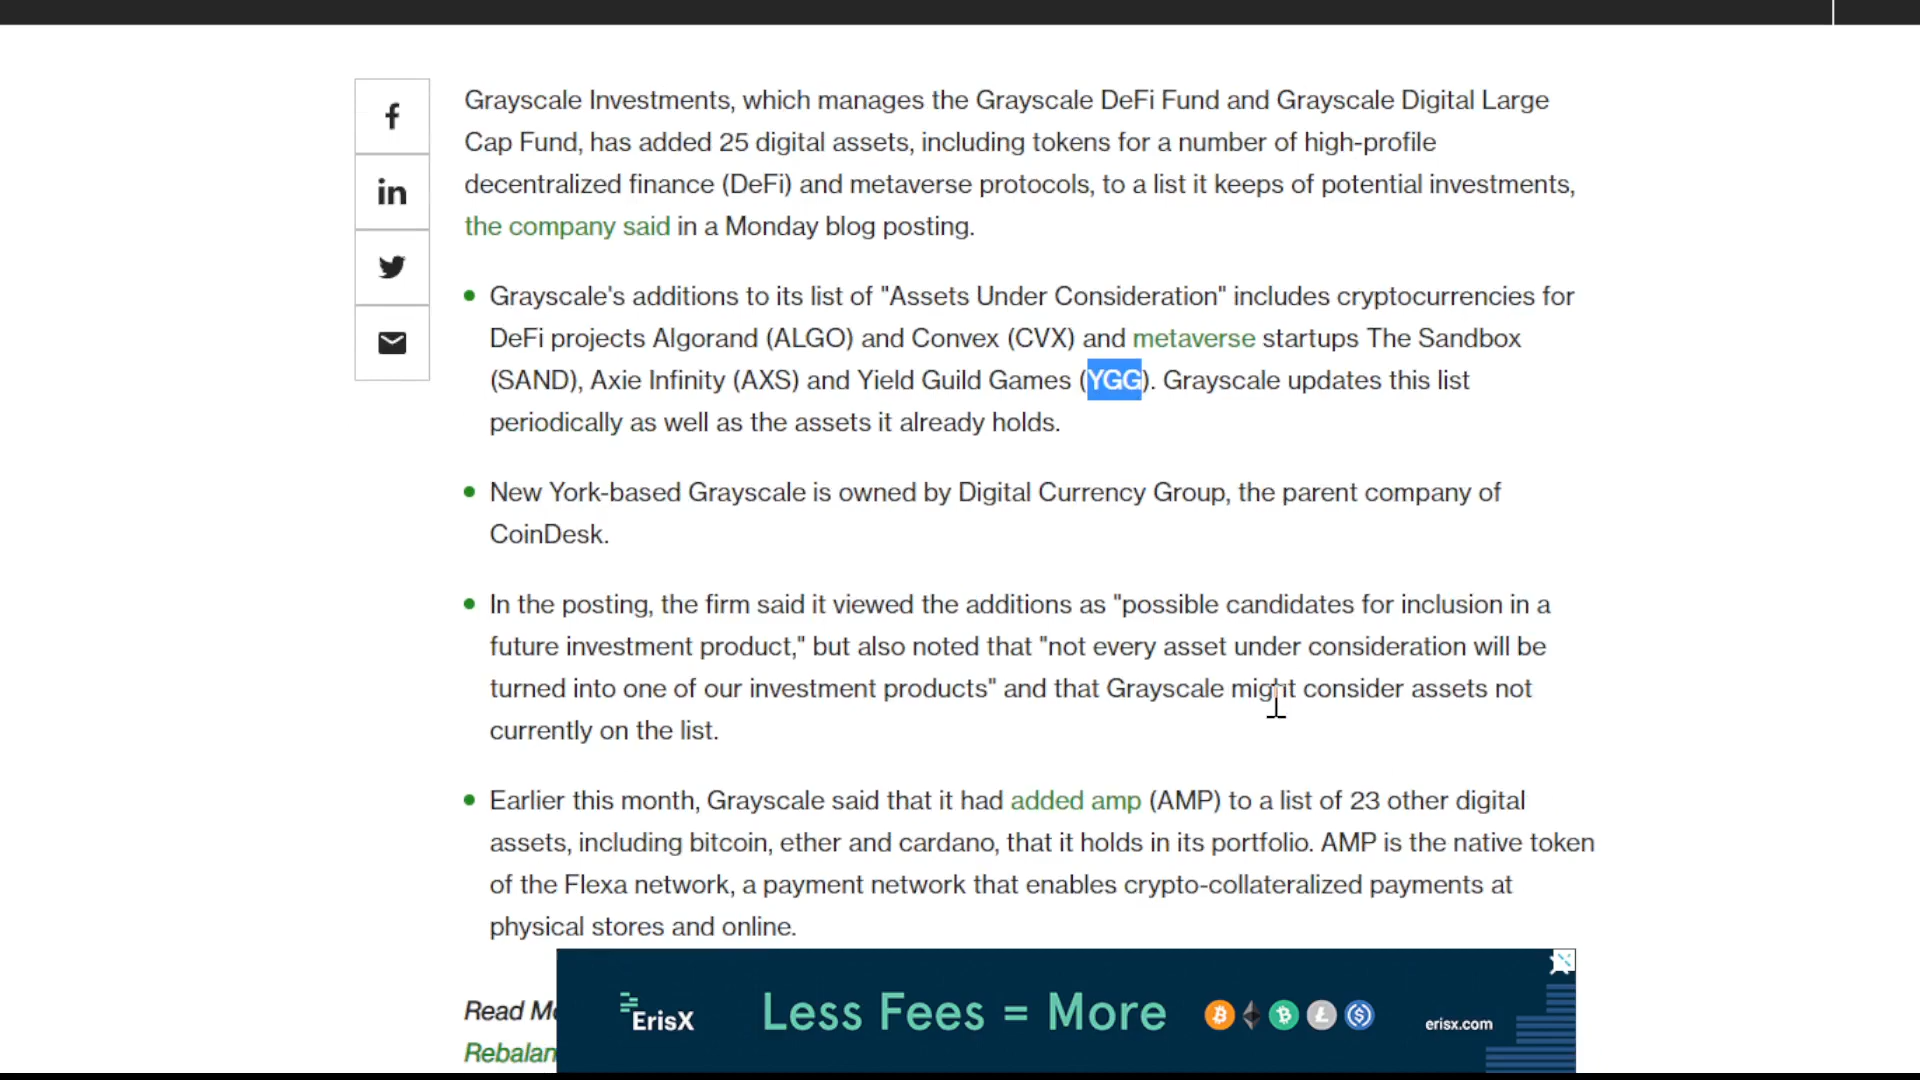 Grayscale Investments, which manages the Grayscale DeFi Fund and Grayscale Digital Large
Cap Fund, has added 25 digital assets, including tokens for a number of high-profile
decentralized finance (DeFi) and metaverse protocols, to a list it keeps of potential investments,
the company said in a Monday blog posting.
Grayscale's additions to its list of "Assets Under Consideration" includes cryptocurrencies for
DeFi projects Algorand (ALGO) and Convex (CVX) and metaverse startups The Sandbox
(SAND), Axie Infinity (AXS) and Yield Guild Games (YGG). Grayscale updates this list
periodically as well as the assets it already holds.
New York-based Grayscale is owned by Digital Currency Group, the parent company of
CoinDesk.
In the posting, the firm said it viewed the additions as "possible candidates for inclusion in a
future investment product," but also noted that "not every asset under consideration will be
turned into one of our investment products" and that Grayscale might consider assets not
currently on the list.
Earlier this month, Grayscale said that it had added amp (AMP) to a list of 23 other digital
assets, including bitcoin, ether and cardano, that it holds in its portfolio. AMP is the native token
of the Flexa network, a payment network that enables crypto-collateralized payments at
physical stores and online.
Read
ErisX Less Fees = More erisx.com